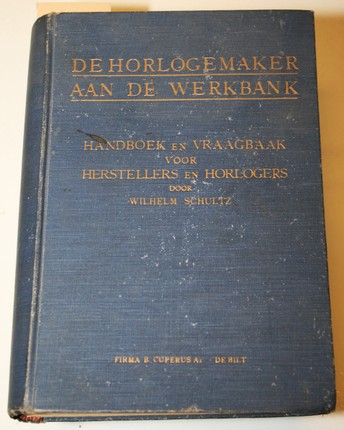 DE HORLOGEMAKER
AAN DE WERKBANK
HANDBOEK EN VRAAGBAAK
VOOR
HERSTELLERS EN HORLOGERS
DOOR
WILHELM SCHULTZ
FIRMA B. CUPERUS Az DE BILT